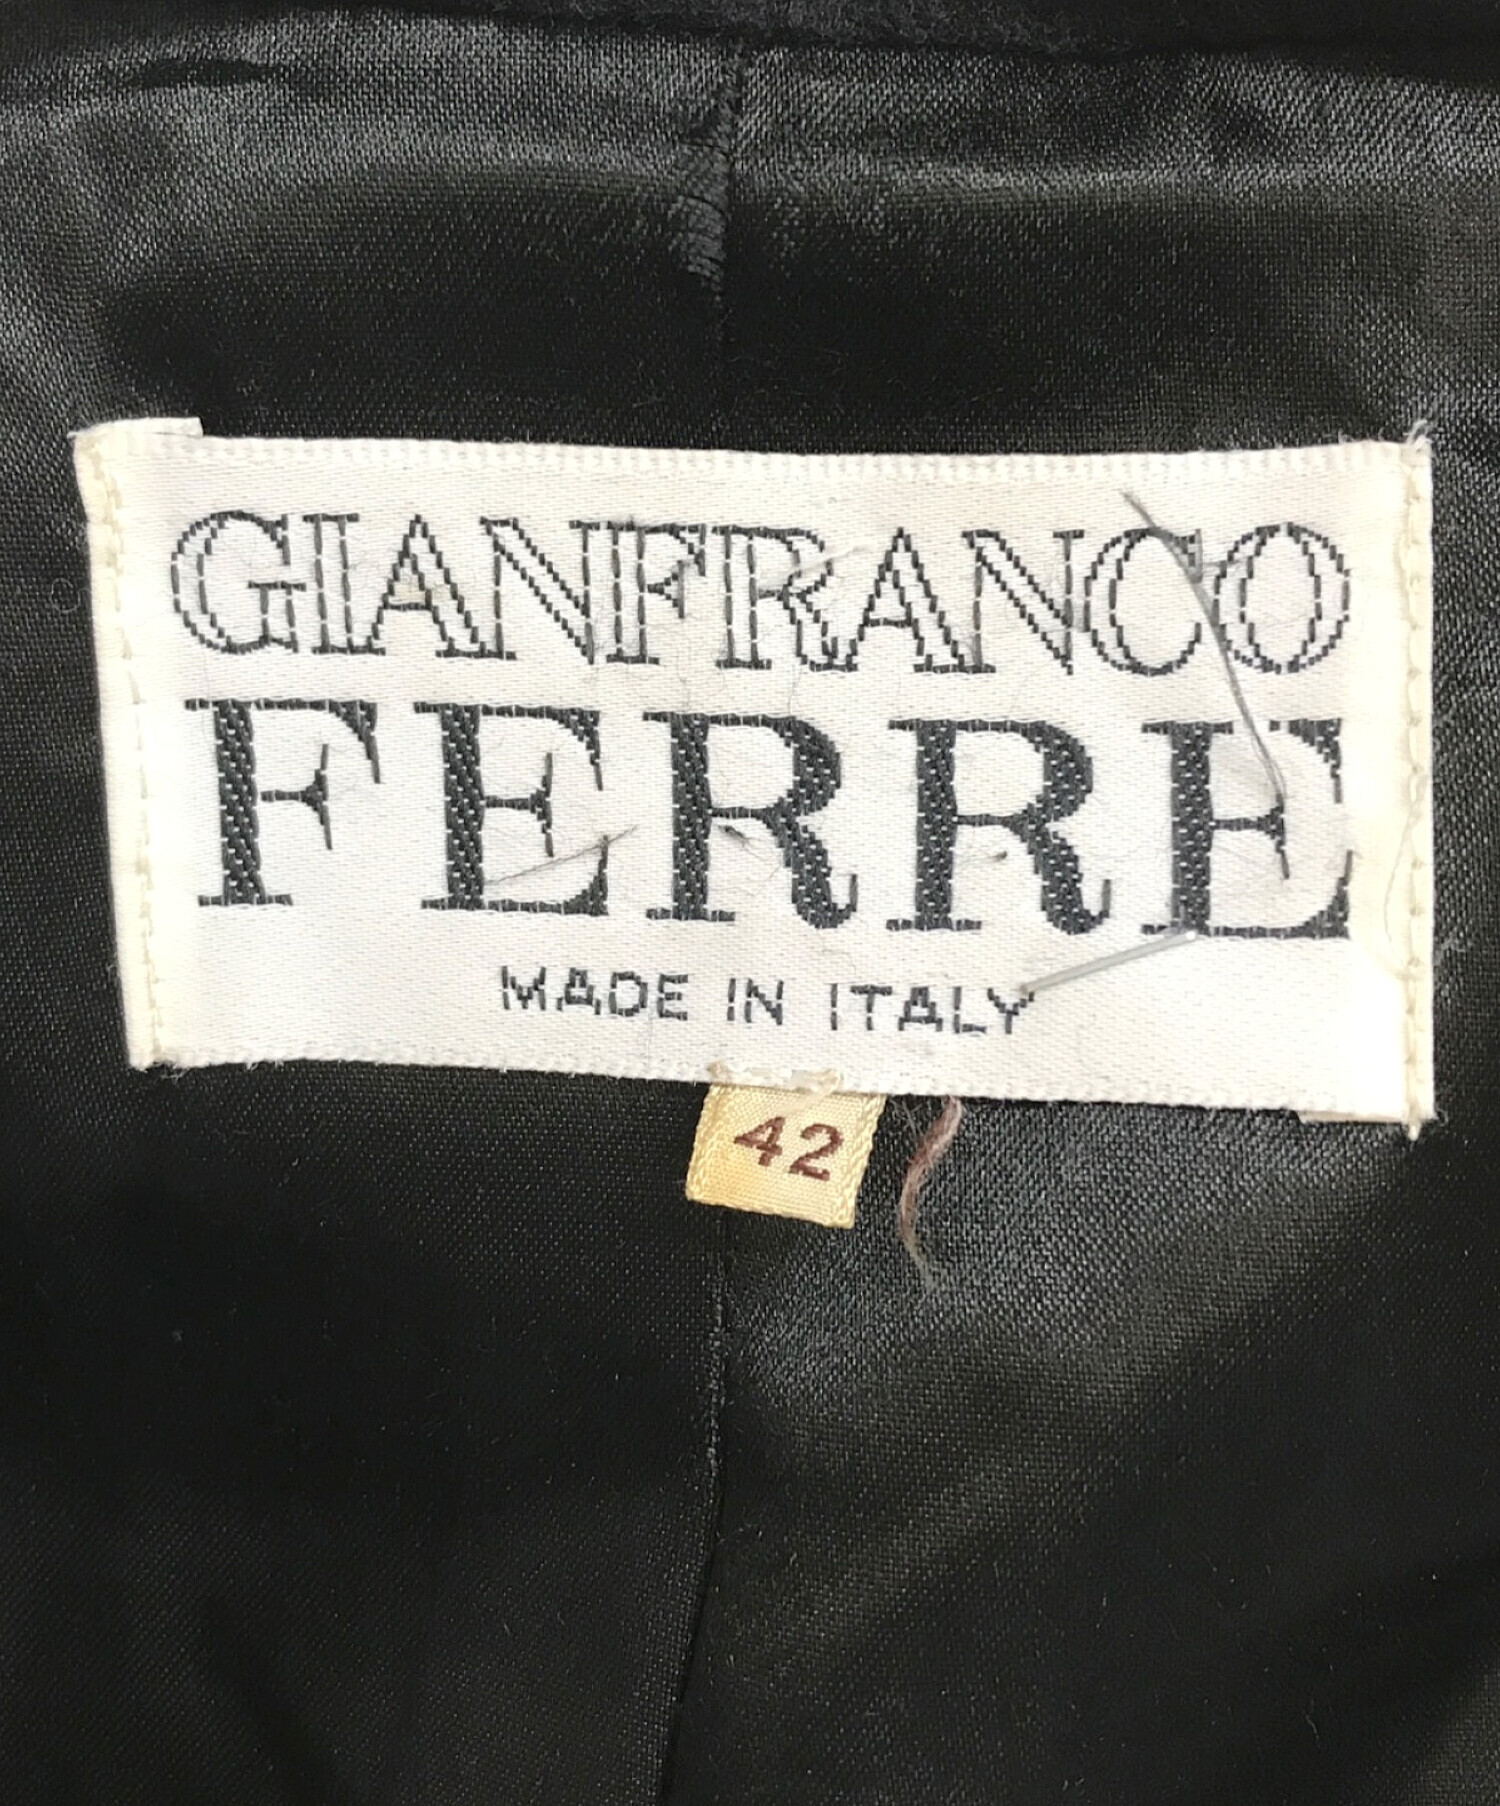 GIANFRANCO
FERRE
MADE IN ITALY
42